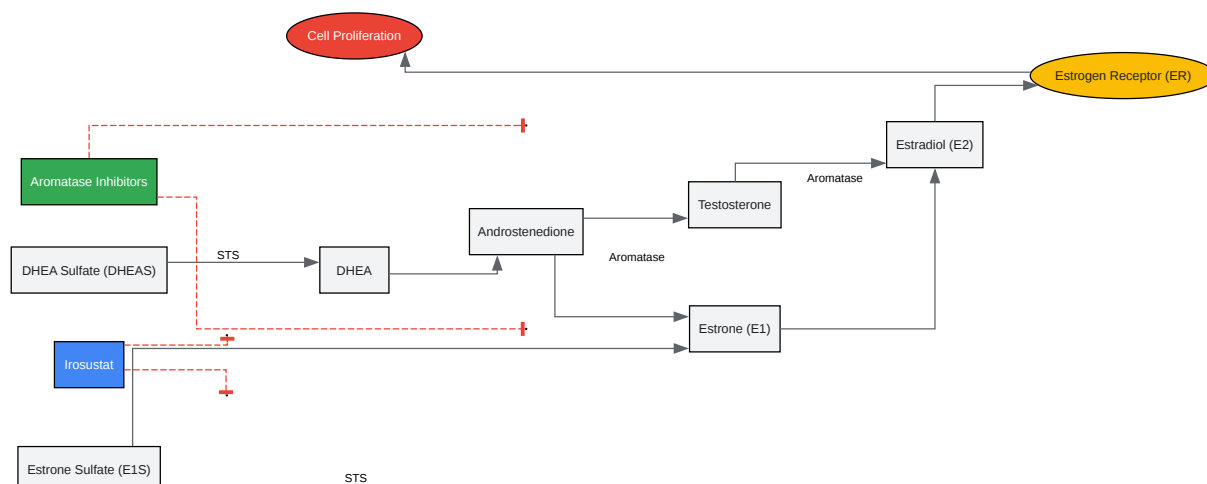 Cell Proliferation
Estrogen Receptor (ER)
Estradiol (E2)
Aromatase Inhibitors
Aromatase
Testosterone
Androstenedione
STS
Aromatase
DHEA Sulfate (DHEAS)
DHEA
Estrone (E1)
Irosustat
Estrone Sulfate (E1S)
STS